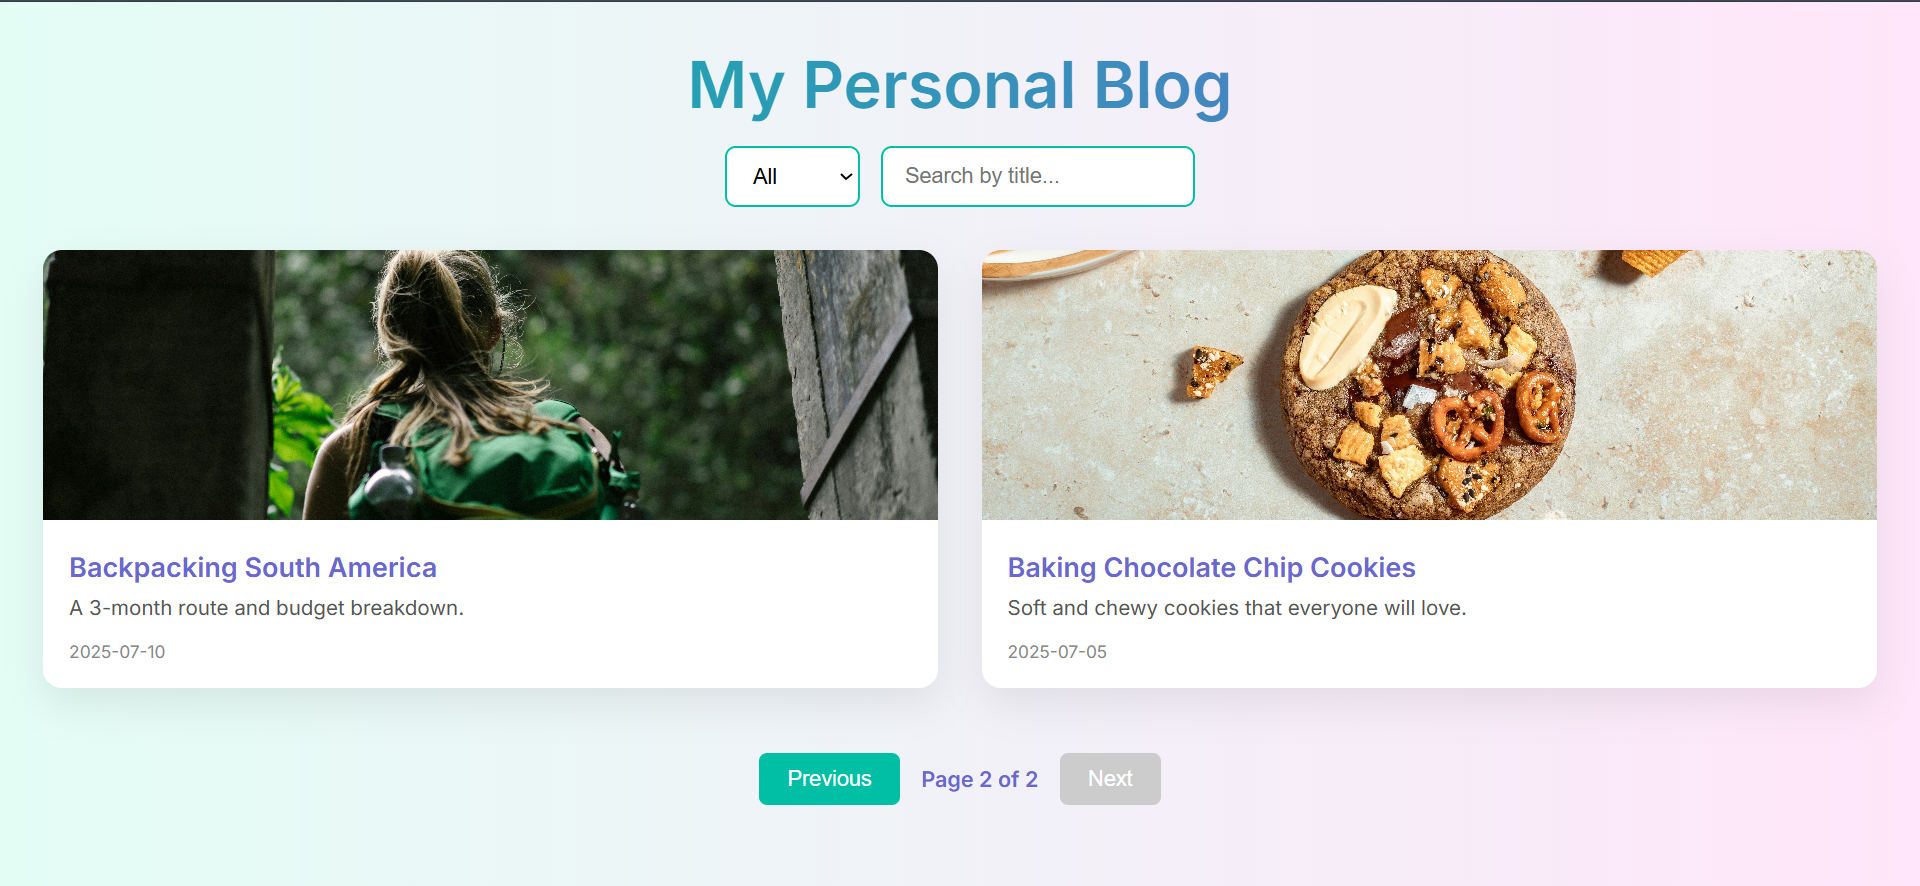 My Personal Blog
All
Search by title...
Backpacking South America
A 3-month route and budget breakdown.
2025-07-10
Baking Chocolate Chip Cookies
Soft and chewy cookies that everyone will love.
2025-07-05
Previous Page 2 of 2 Next